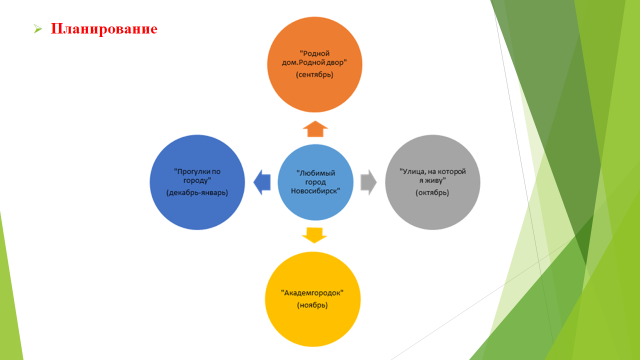 Планирование
"Родной
дом.Родной двор"
(сентябрь)
"Прогулки по
городу"
(декабрь-январь)
"Любимый
город
Новосибирск"
"Улица, на которой
я живу"
(октябрь)
"Академгородок"
(ноябрь)